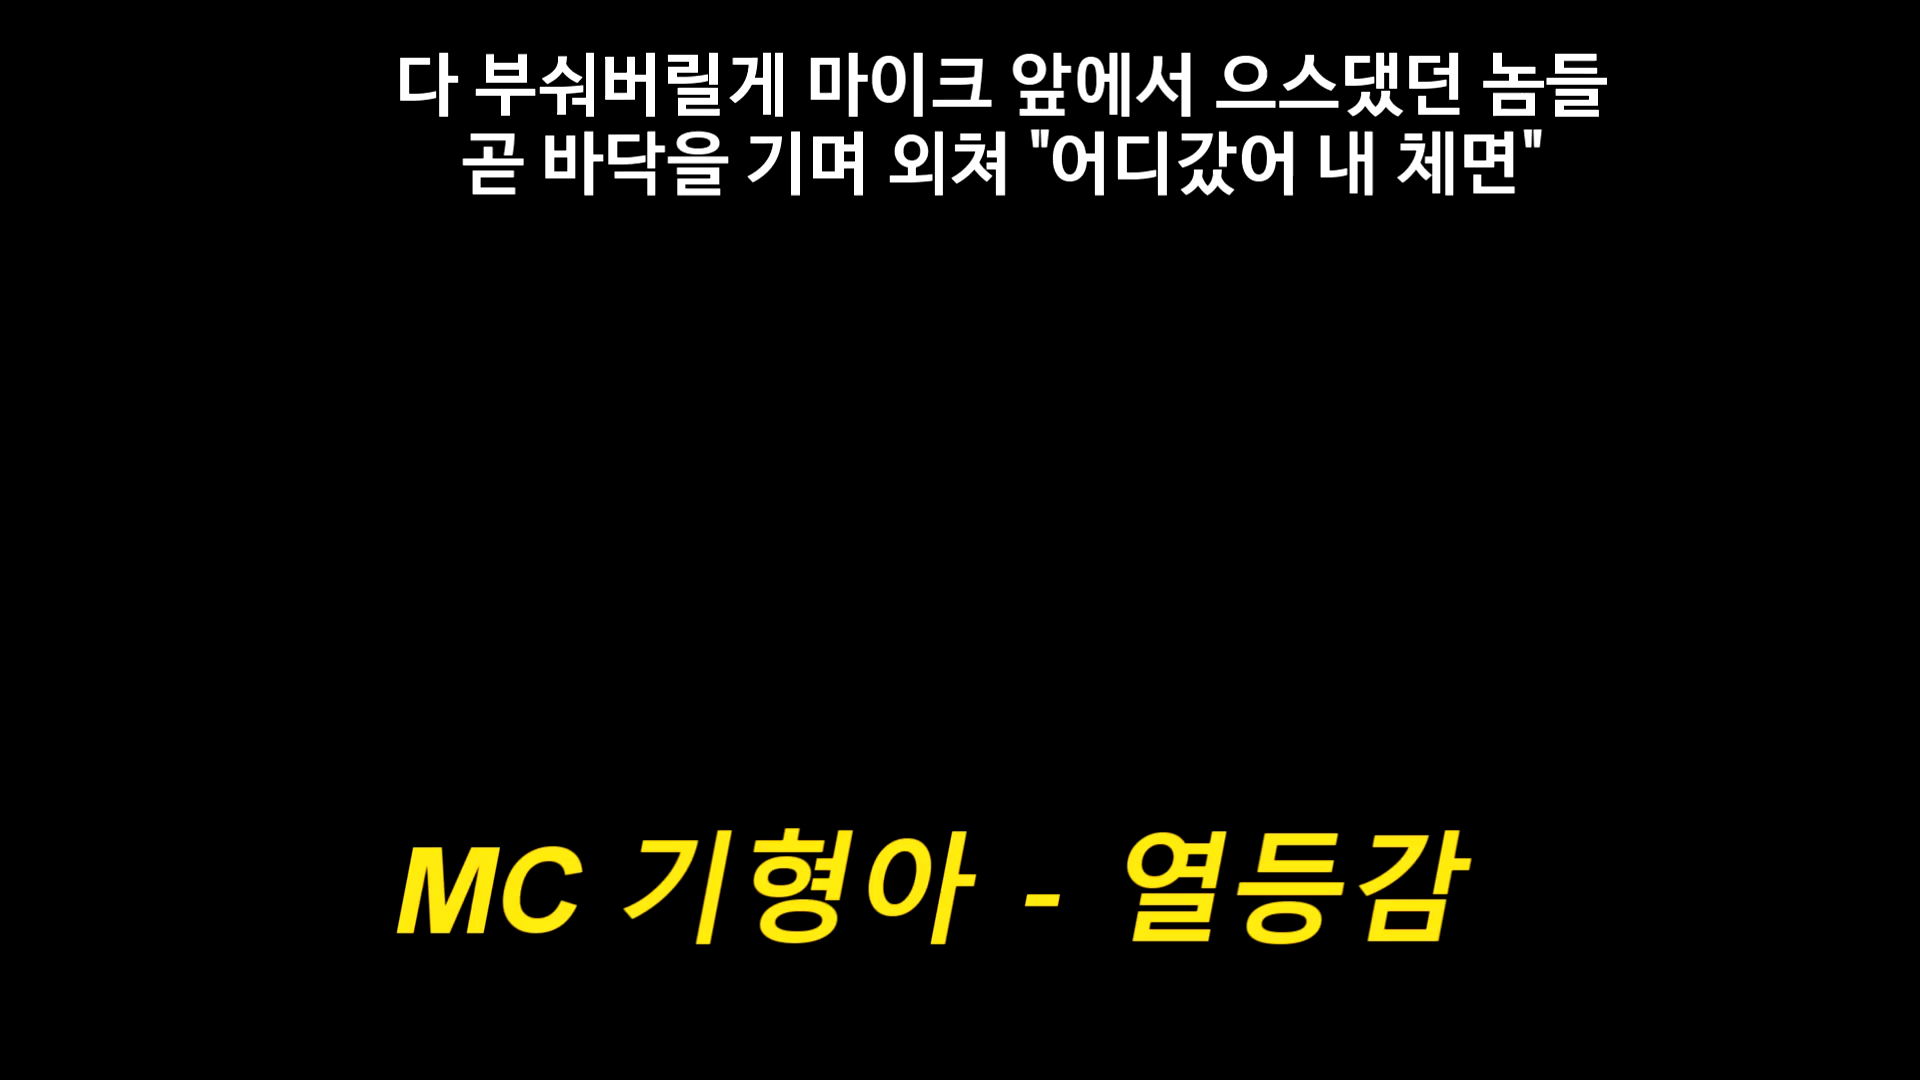 다 부숴버릴게 마이크 앞에서 으스댔던 놈들
곧 바닥을 기며 외쳐 "어디갔어 내 체면"
MC 기형아 - 열등감